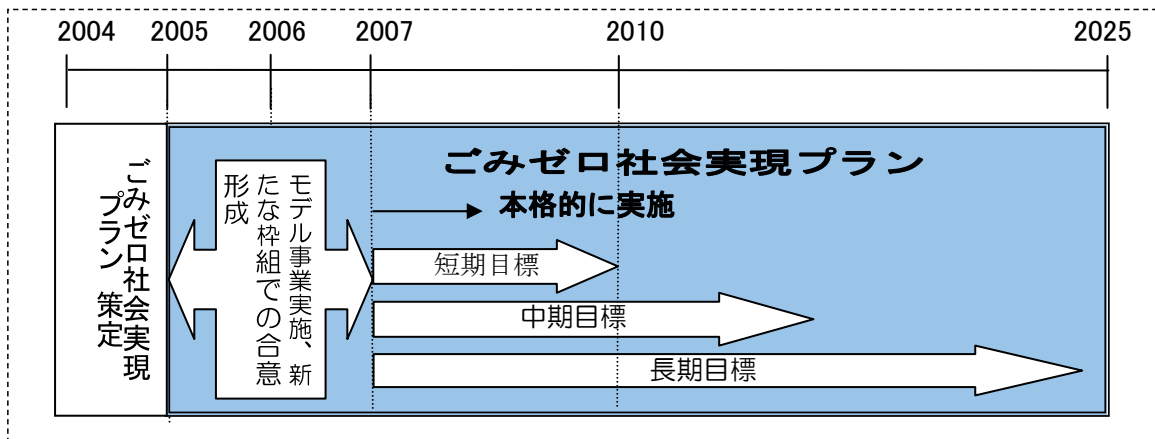 2004 2005 2006 2007 2010 2025
ごみゼロ社会実現
プラン 策定
モデル事業実施、新
たな枠組での合意
形成
ごみゼロ社会実現プラン
本格的に実施
短期目標
中期目標
長期目標